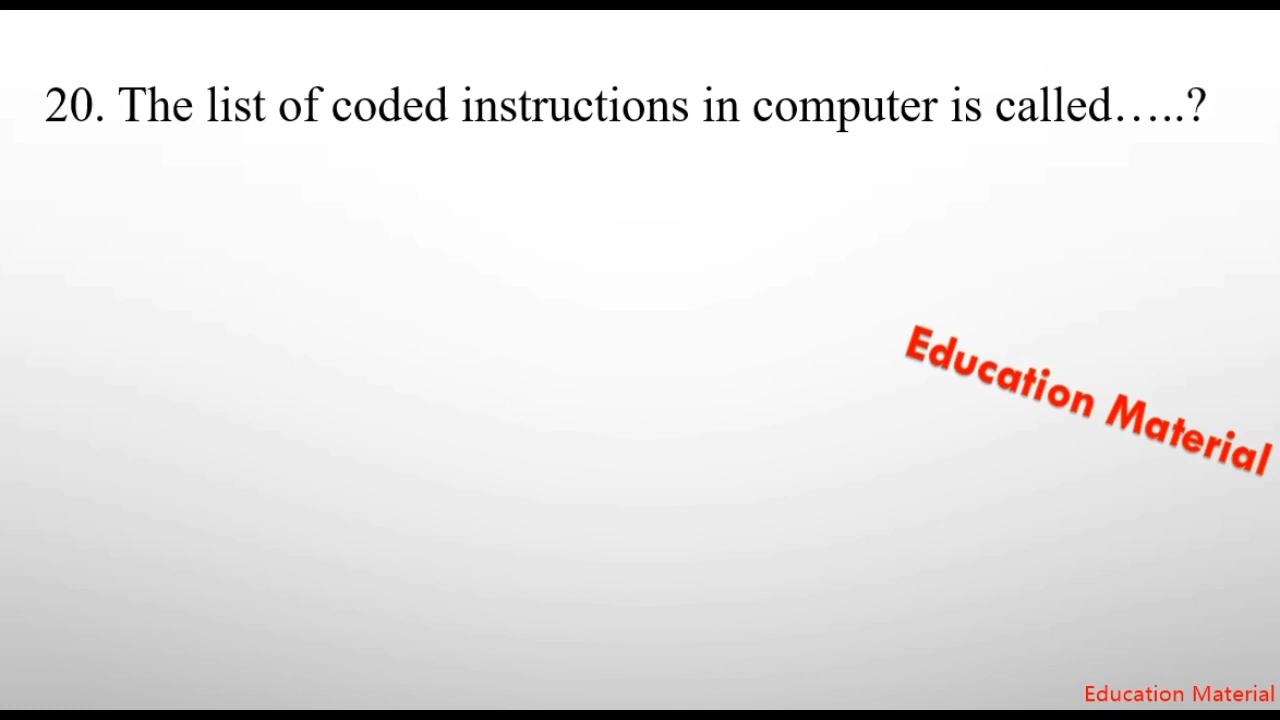 20. The list of coded instructions in computer is called…..?
Education Material
Education Material